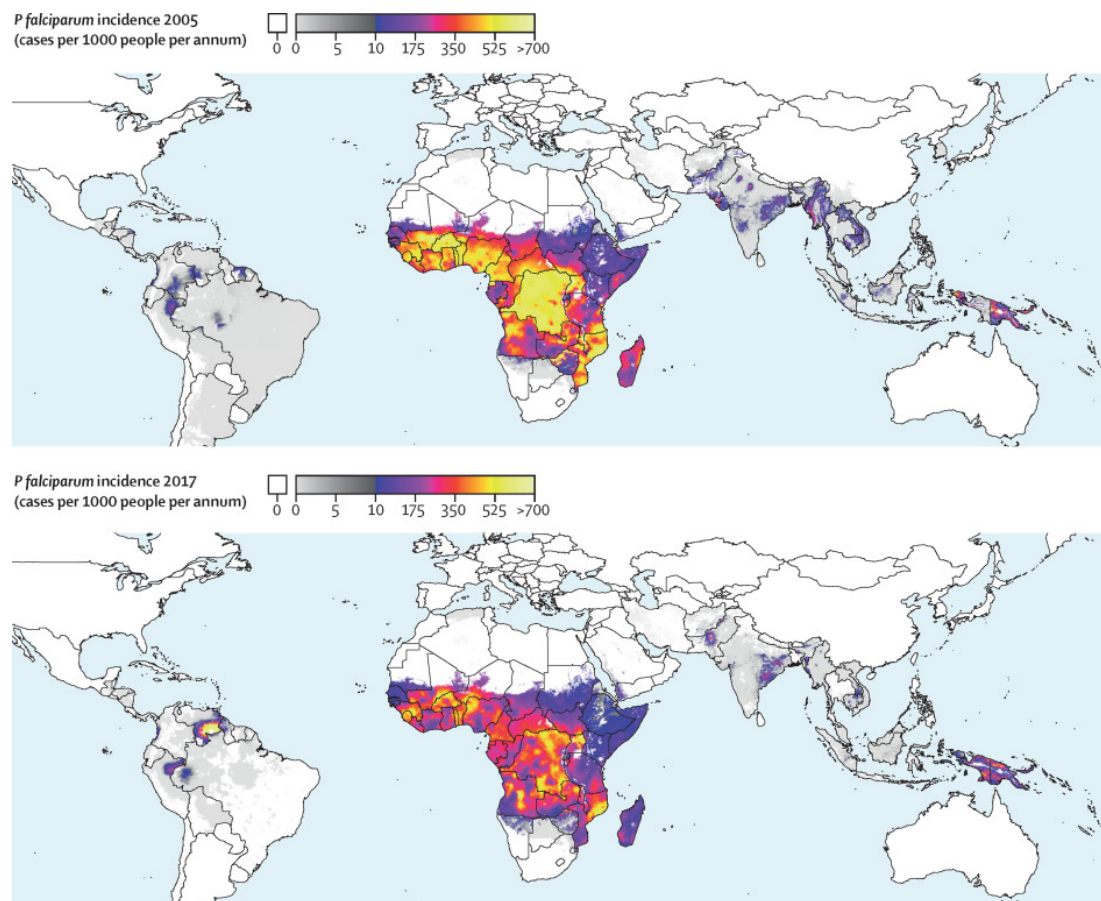 P falciparum incidence 2005
(cases per 1000 people per annum)
0 0 5 10 175 350 525 >700
P falciparum incidence 2017
(cases per 1000 people per annum)
0 0 5 10 175 350 525 >700